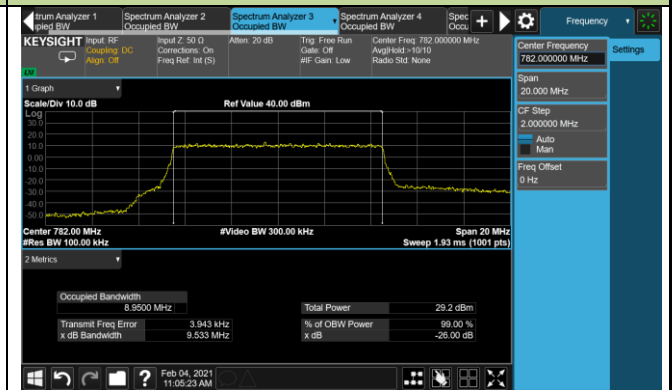 ctrum Analyzer 1
upied BW
Spectrum Analyzer 2
Occupied BW
Spectrum Analyzer 3
Occupied BW
Spectrum Analyzer 4
Occupied BW
Spec
Occu
Frequency
KEYSIGHT
Input: RF
Coupling: DC
Align: Off
Input Z: 50 Ω
Corrections: On
Freq Ref: Int (S)
Atten: 20 dB
Trig: Free Run
Gate: Off
#IF Gain: Low
Center Freq: 782.000000 MHz
Avg|Hold:>10/10
Radio Std: None
Center Frequency
782.000000 MHz
Settings
Span
20.000 MHz
CF Step
2.000000 MHz
Auto
Man
Freq Offset
0 Hz
1 Graph
Scale/Div 10.0 dB
Ref Value 40.00 dBm
Log
30.0
20.0
10.0
0.00
-10.0
-20.0
-30.0
-40.0
-50.0
Center 782.00 MHz
#Video BW 300.00 kHz
Span 20 MHz
#Res BW 100.00 kHz
Sweep 1.93 ms (1001 pts)
2 Metrics
Occupied Bandwidth
8.9500 MHz
Total Power
29.2 dBm
Transmit Freq Error
3.943 kHz
% of OBW Power
99.00 %
x dB Bandwidth
9.533 MHz
x dB
-26.00 dB
?
Feb 04, 2021
11:05:23 AM